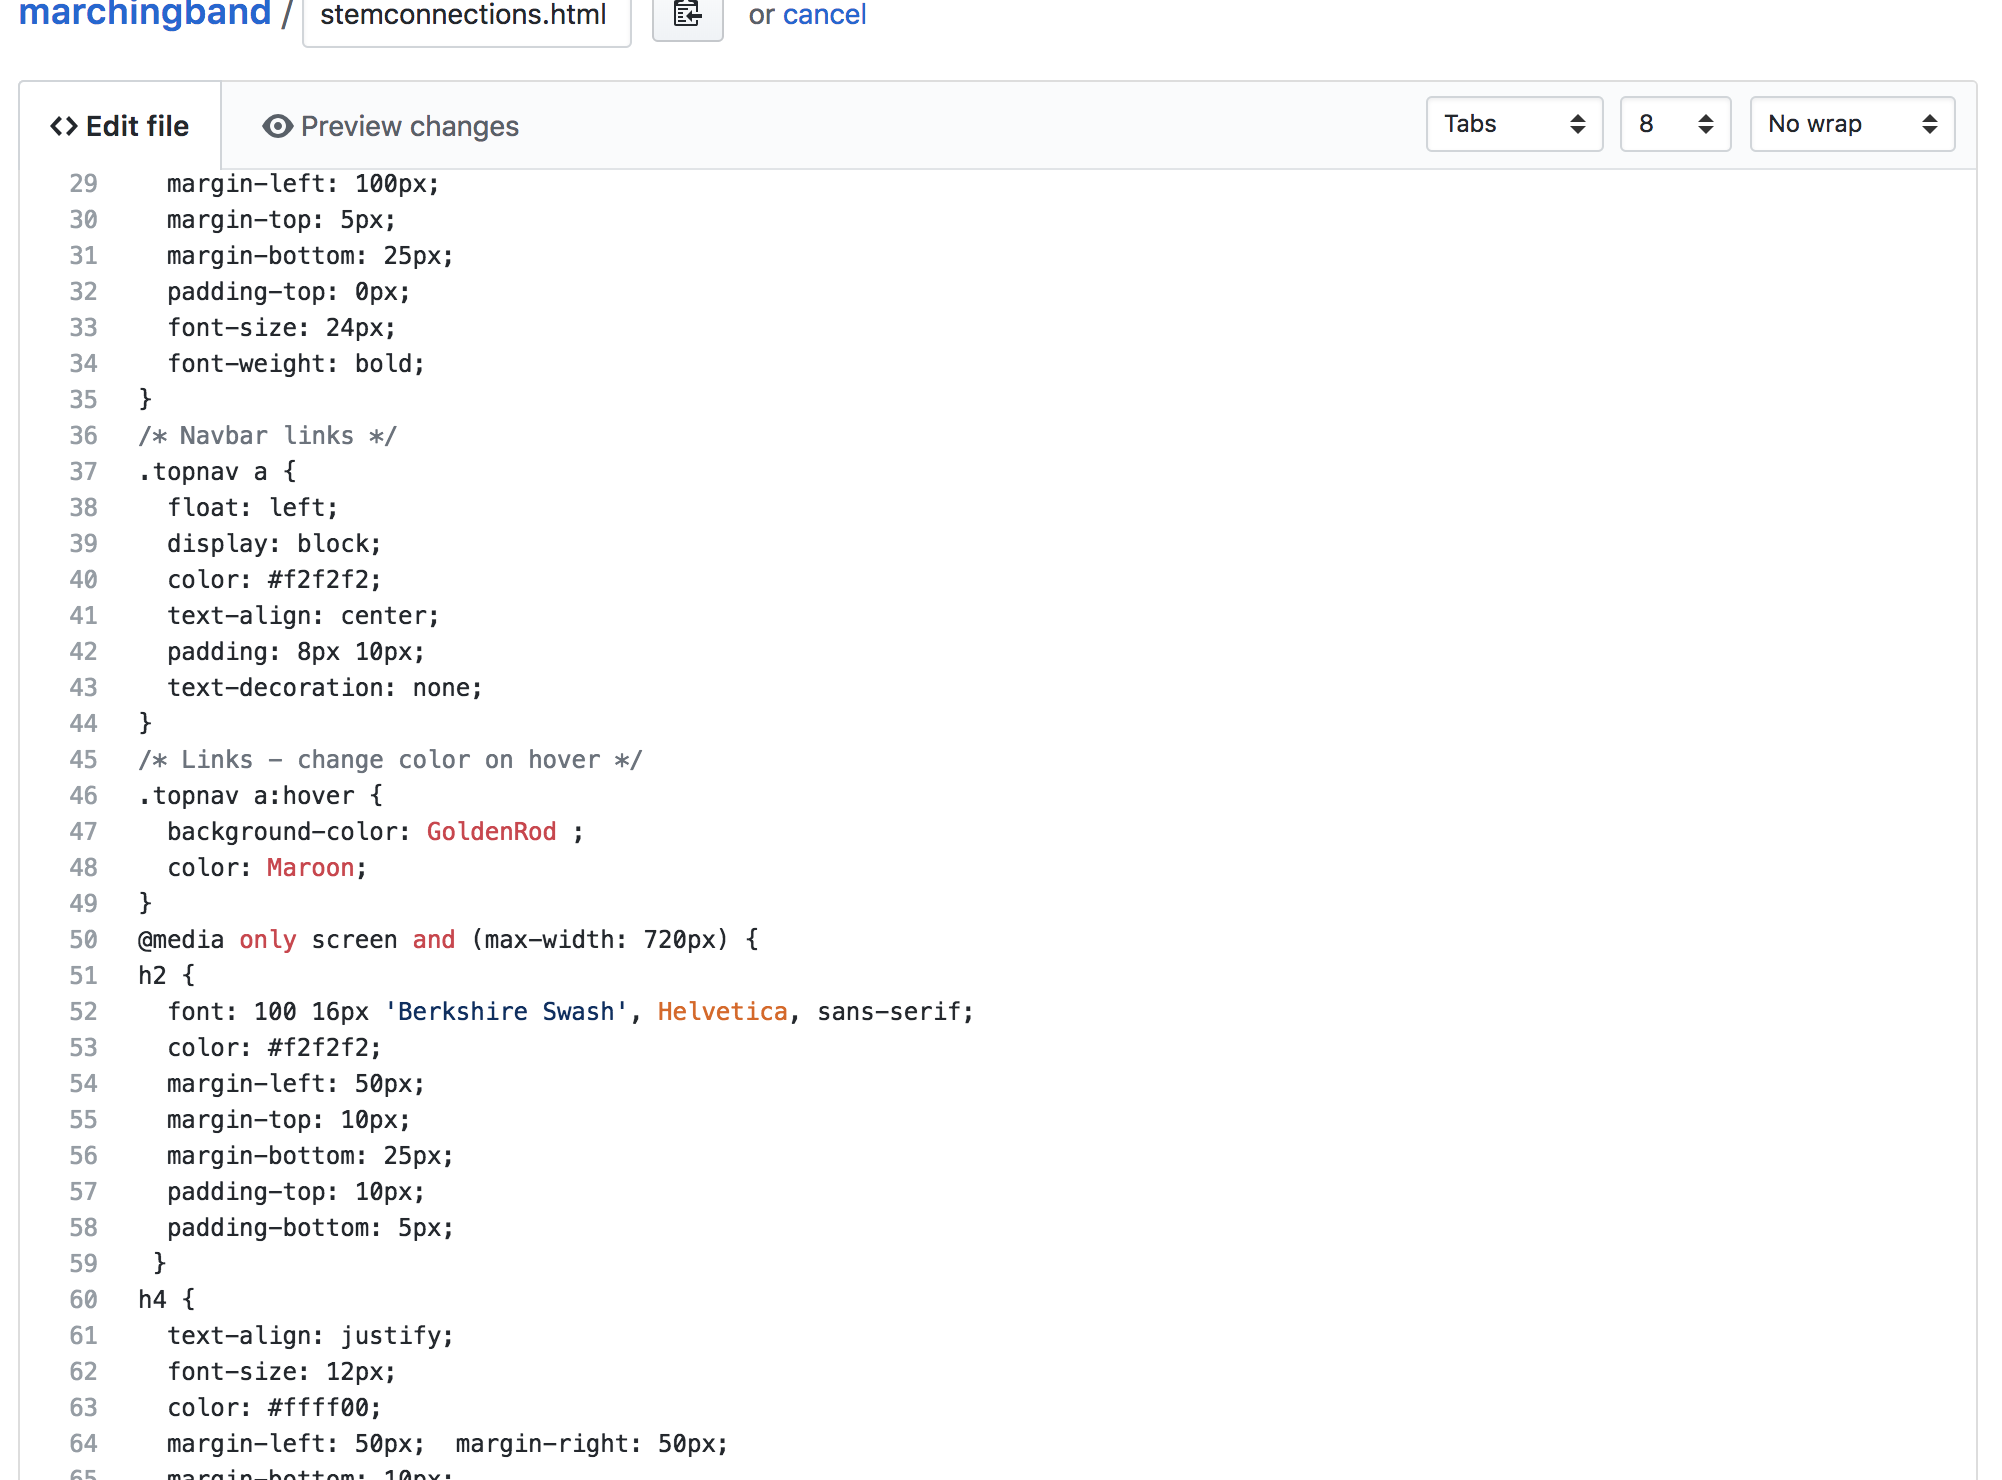 marchingband / stemconnections.html or cancel
Edit file Preview changes Tabs 8 No wrap
29 margin-left: 100px;
30 margin-top: 5px;
31 margin-bottom: 25px;
32 padding-top: 0px;
33 font-size: 24px;
34 font-weight: bold;
35 }
36 /* Navbar links */
37 .topnav a {
38 float: left;
39 display: block;
40 color: #f2f2f2;
41 text-align: center;
42 padding: 8px 10px;
43 text-decoration: none;
44 }
45 /* Links - change color on hover */
46 .topnav a:hover {
47 background-color: GoldenRod ;
48 color: Maroon;
49 }
50 @media only screen and (max-width: 720px) {
51 h2 {
52 font: 100 16px 'Berkshire Swash', Helvetica, sans-serif;
53 color: #f2f2f2;
54 margin-left: 50px;
55 margin-top: 10px;
56 margin-bottom: 25px;
57 padding-top: 10px;
58 padding-bottom: 5px;
59 }
60 h4 {
61 text-align: justify;
62 font-size: 12px;
63 color: #ffff00;
64 margin-left: 50px; margin-right: 50px;
65 margin-bottom: 10px;